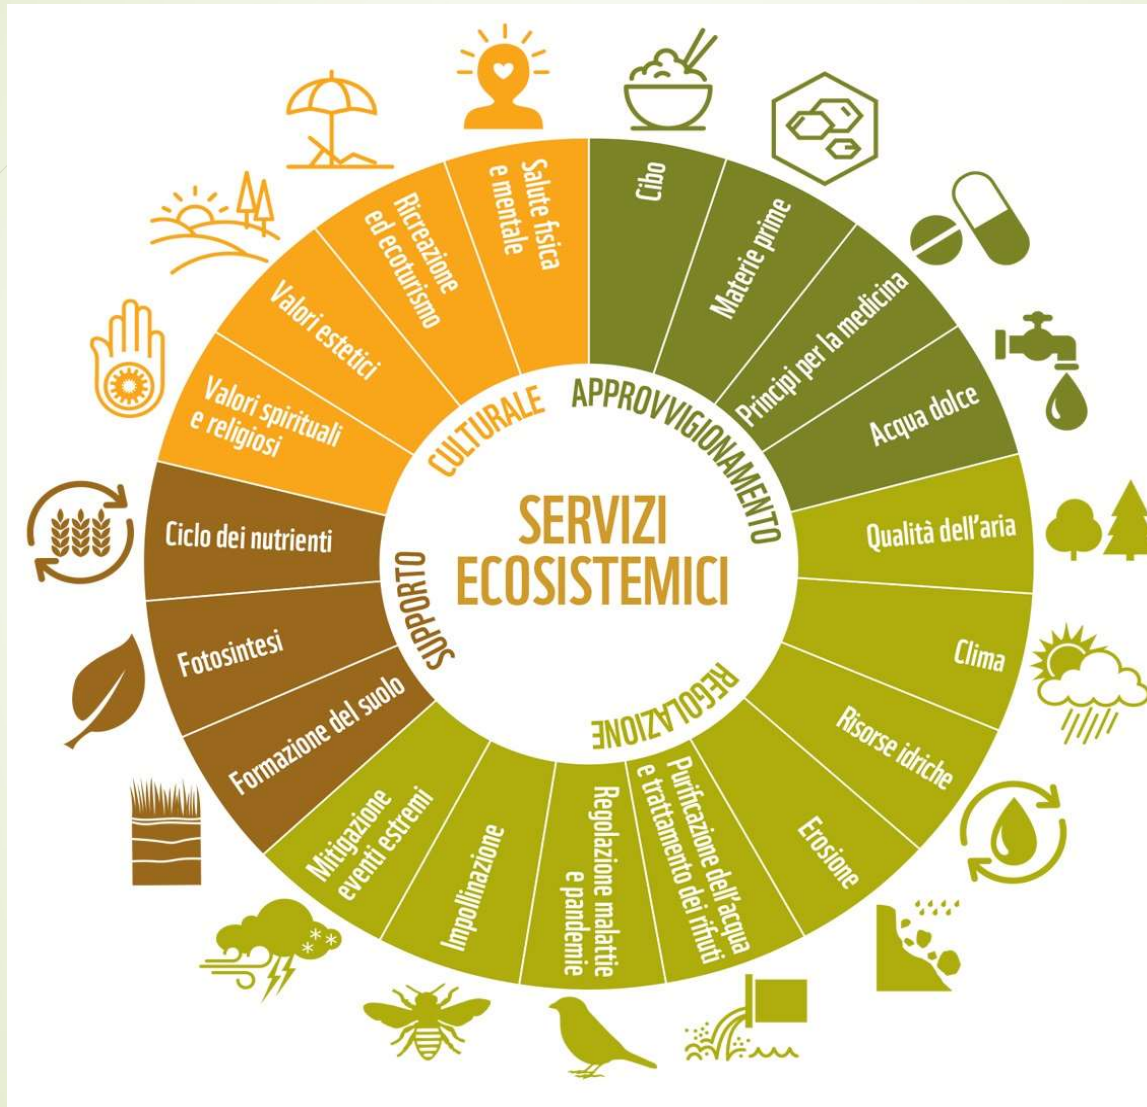 SERVIZI
ECOSISTEMICI
APPROVVIGIONAMENTO
Cibo
Materie prime
Principi per la medicina
Acqua dolce
REGOLAZIONE
Qualità dell'aria
Clima
Risorse idriche
Erosione
Purificazione dell'acqua
e trattamento dei rifiuti
Regolazione malattie
e pandemie
Impollinazione
Mitigazione
eventi estremi
SUPPORTO
Formazione del suolo
Fotosintesi
Ciclo dei nutrienti
CULTURALE
Valori spirituali
e religiosi
Valori estetici
Ricreazione
ed ecoturismo
Salute fisica
e mentale